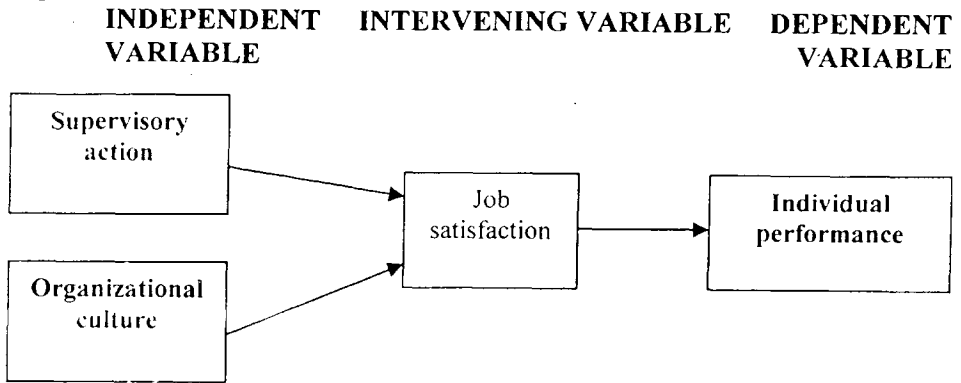 INDEPENDENT VARIABLE
INTERVENING VARIABLE
DEPENDENT VARIABLE
Supervisory
action
Job
satisfaction
Individual
performance
Organizational
culture